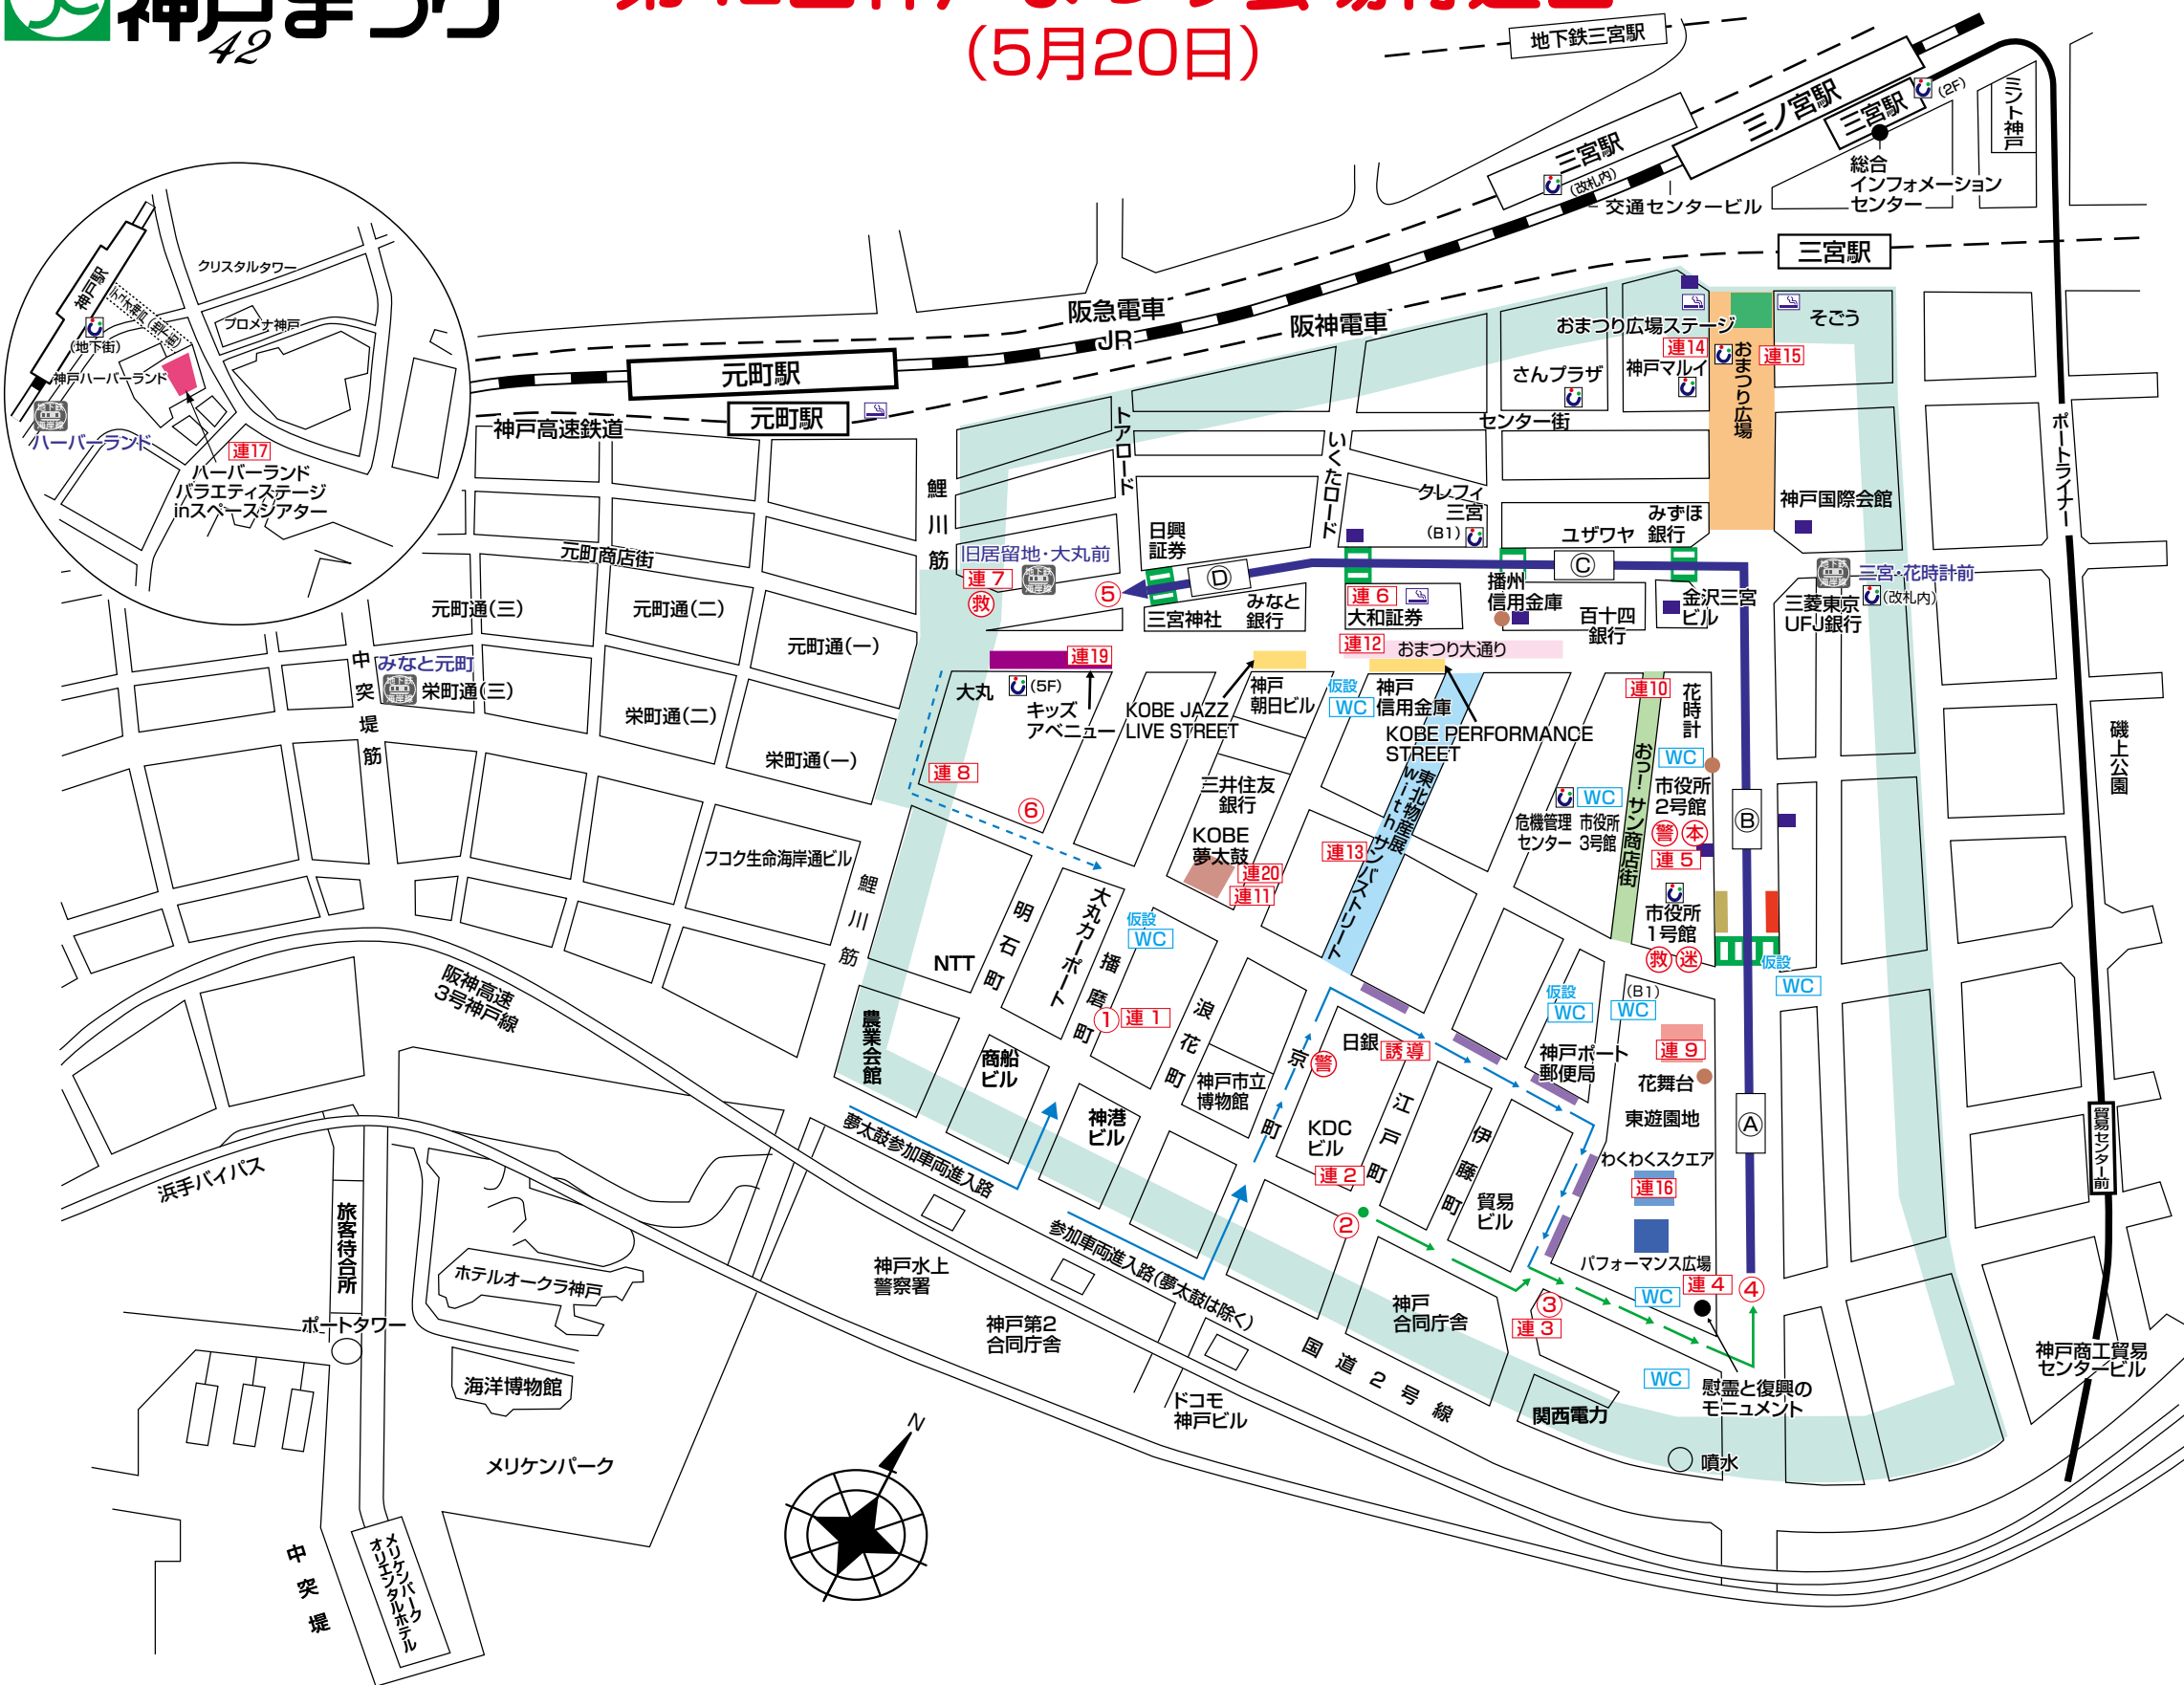 神戸まつり
42
(5月20日)
地下鉄三宮駅
三宮駅
(改札内)
三ノ宮駅
三宮駅
(2F)
総合
インフォメーション
センター
ミント神戸
交通センタービル
三宮駅
阪急電車
JR
阪神電車
元町駅
元町駅
神戸高速鉄道
ポートライナー
クリスタルタワー
神戸駅
デュオ神戸(地下街)
(地下街)
プロメナ神戸
神戸ハーバーランド
地下鉄
海岸線
ハーバーランド
連17
ハーバーランド
バラエティステージ
inスペースシアター
おまつり広場ステージ
連14
神戸マルイ
おまつり広場
連15
そごう
さんプラザ
センター街
トアロード
いくたロード
鯉川筋
タレフィ
三宮
(B1)
ユザワヤ
みずほ
銀行
神戸国際会館
日興
証券
旧居留地・大丸前
地下鉄
海岸線
連 7
救
⑤
Ⓓ
Ⓒ
三宮神社
みなと
銀行
連 6
大和証券
播州
信用金庫
百十四
銀行
金沢三宮
ビル
地下鉄
海岸線
三宮・花時計前
三菱東京
UFJ銀行
(改札内)
元町商店街
元町通(三)
元町通(二)
元町通(一)
中突堤筋
みなと元町
地下鉄
海岸線
栄町通(三)
栄町通(二)
栄町通(一)
連19
大丸
(5F)
キッズ
アベニュー
連12
おまつり大通り
KOBE JAZZ
LIVE STREET
神戸
朝日ビル
仮設
WC
神戸
信用金庫
KOBE PERFORMANCE
STREET
連10
花時計
WC
おっ!サン商店街
市役所
2号館
警
本
連 5
Ⓑ
磯上公園
連 8
⑥
三井住友
銀行
KOBE
夢太鼓
連20
連11
連13
東北物産展
withサンバストリート
WC
危機管理
センター
市役所
3号館
市役所
1号館
救
迷
仮設
WC
フコク生命海岸通ビル
鯉川筋
NTT
明石町
大丸カーポート
仮設
WC
播磨町
①
連 1
浪花町
阪神高速
3号神戸線
農業会館
商船
ビル
神港
ビル
神戸市立
博物館
京町
警
日銀
誘導
仮設
WC
(B1)
WC
神戸ポート
郵便局
連 9
花舞台
東遊園地
Ⓐ
わくわくスクエア
連16
パフォーマンス広場
WC
連 4
④
KDC
ビル
連 2
②
江戸町
伊藤町
貿易
ビル
③
連 3
WC
慰霊と復興の
モニュメント
噴水
貿易センター前
神戸商工貿易
センタービル
夢太鼓参加車両進入路
参加車両進入路(夢太鼓は除く)
国道2号線
浜手バイパス
旅客待合所
ポートタワー
ホテルオークラ神戸
海洋博物館
メリケンパーク
神戸水上
警察署
神戸第2
合同庁舎
ドコモ
神戸ビル
神戸
合同庁舎
関西電力
中突堤
メリケンパーク
オリエンタルホテル
N